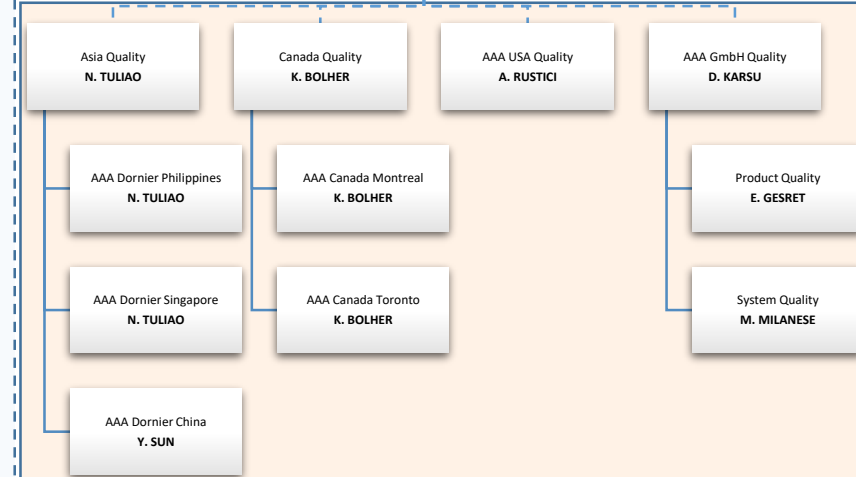 Asia Quality
N. TULIAO
Canada Quality
K. BOLHER
AAA USA Quality
A. RUSTICI
AAA GmbH Quality
D. KARSU
AAA Dornier Philippines
N. TULIAO
AAA Canada Montreal
K. BOLHER
Product Quality
E. GESRET
AAA Dornier Singapore
N. TULIAO
AAA Canada Toronto
K. BOLHER
System Quality
M. MILANESE
AAA Dornier China
Y. SUN